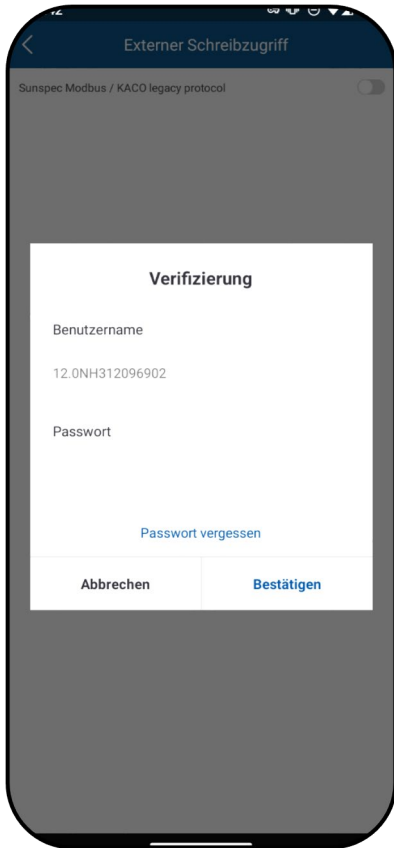 Externer Schreibzugriff
Sunspec Modbus / KACO legacy protocol
Verifizierung
Benutzername
12.0NH312096902
Passwort
Passwort vergessen
Abbrechen Bestätigen